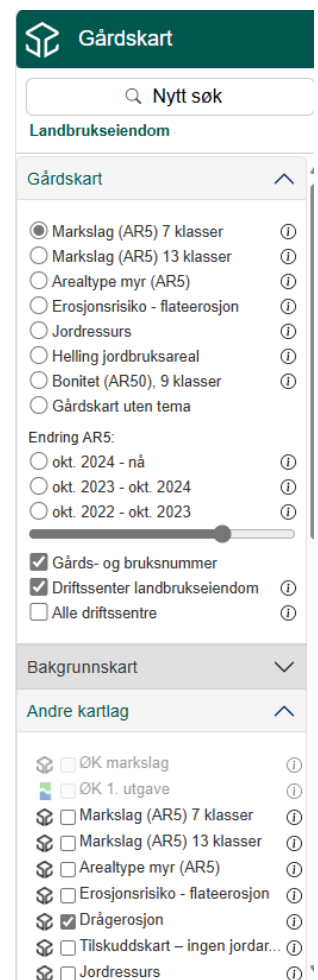 Gårdskart
Nytt søk
Landbrukseiendom
Gårdskart
Markslag (AR5) 7 klasser
Markslag (AR5) 13 klasser
Arealtype myr (AR5)
Erosjonsrisiko - flateerosjon
Jordressurs
Helling jordbruksareal
Bonitet (AR50), 9 klasser
Gårdskart uten tema
Endring AR5:
okt. 2024 - nå
okt. 2023 - okt. 2024
okt. 2022 - okt. 2023
Gårds- og bruksnummer
Driftssenter landbrukseiendom
Alle driftssentre
Bakgrunnskart
Andre kartlag
ØK markslag
ØK 1. utgave
Markslag (AR5) 7 klasser
Markslag (AR5) 13 klasser
Arealtype myr (AR5)
Erosjonsrisiko - flateerosjon
Drågerosjon
Tilskuddskart – ingen jordar...
Jordressurs